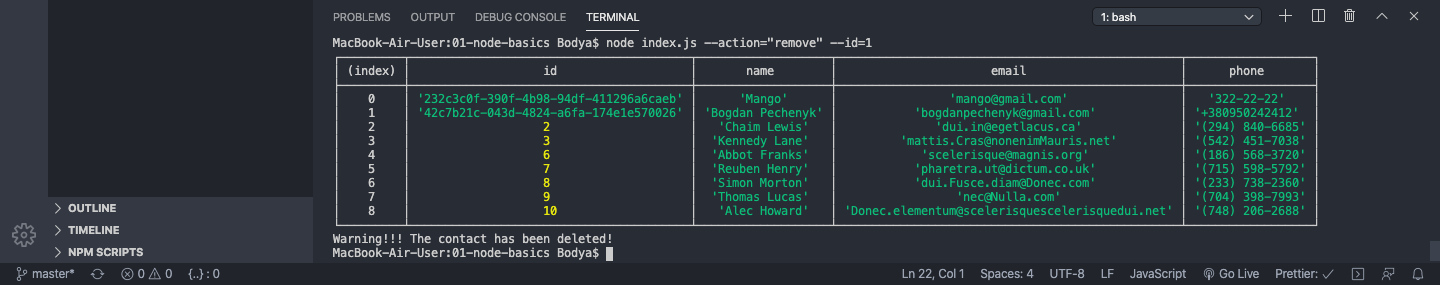 PROBLEMS OUTPUT DEBUG CONSOLE TERMINAL 1: bash
MacBook-Air-User:01-node-basics Bodya$ node index.js --action="remove" --id=1
(index) id name email phone
0 '232c3c0f-390f-4b98-94df-411296a6caeb' 'Mango' 'mango@gmail.com' '322-22-22'
1 '42c7b21c-043d-4824-a6fa-174e1e570026' 'Bogdan Pechenyk' 'bogdanpechenyk@gmail.com' '+380950242412'
2 2 'Chaim Lewis' 'dui.in@egetlacus.ca' '(294) 840-6685'
3 3 'Kennedy Lane' 'mattis.Cras@nonenimMauris.net' '(542) 451-7038'
4 6 'Abbot Franks' 'scelerisque@magnis.org' '(186) 568-3720'
5 7 'Reuben Henry' 'pharetra.ut@dictum.co.uk' '(715) 598-5792'
6 8 'Simon Morton' 'dui.Fusce.diam@Donec.com' '(233) 738-2360'
7 9 'Thomas Lucas' 'nec@Nulla.com' '(704) 398-7993'
8 10 'Alec Howard' 'Donec.elementum@scelerisquescelerisquedui.net' '(748) 206-2688'
Warning!!! The contact has been deleted!
MacBook-Air-User:01-node-basics Bodya$
OUTLINE
TIMELINE
NPM SCRIPTS
master* 0 0 {..} : 0 Ln 22, Col 1 Spaces: 4 UTF-8 LF JavaScript Go Live Prettier: ✓